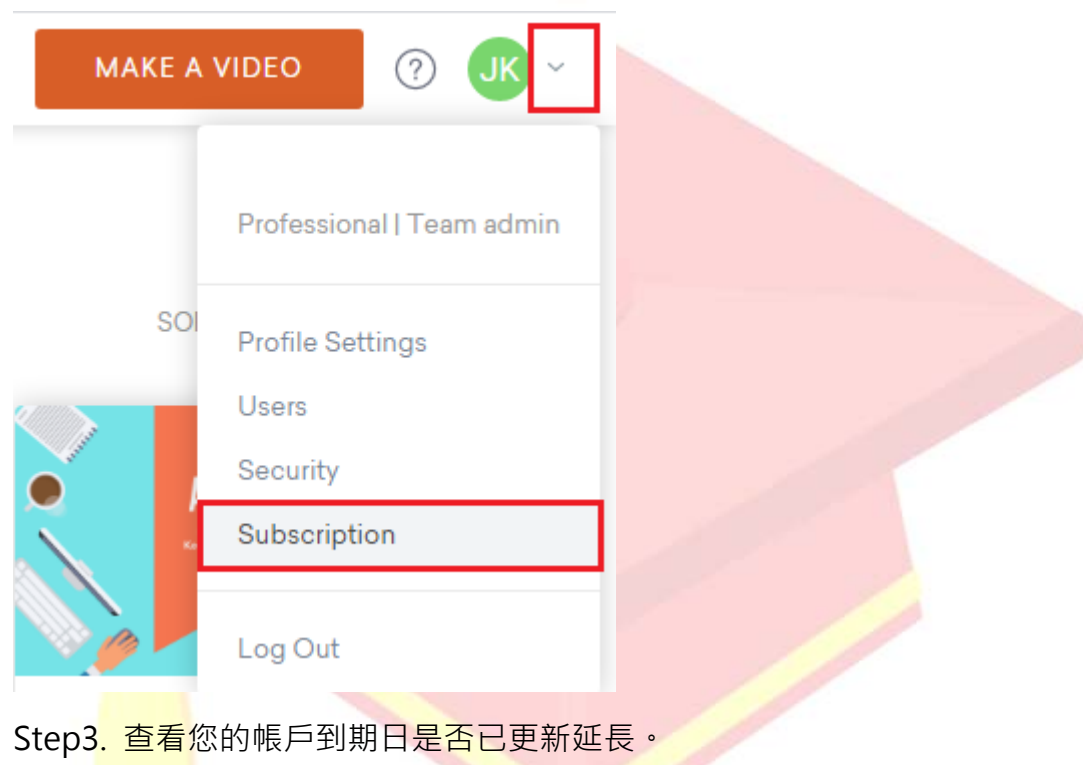 MAKE A VIDEO ? JK
Professional | Team admin
Profile Settings
Users
Security
Subscription
Log Out
Step3. 查看您的帳戶到期日是否已更新延長。